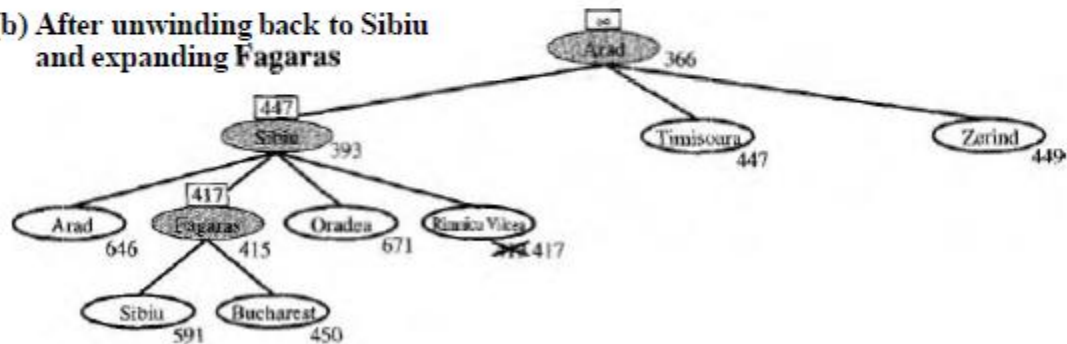 b) After unwinding back to Sibiu
and expanding Fagaras
∞
Arad 366
447
Sibiu 393
Timisoara 447
Zerind 449
417
Arad 646
Fagaras 415
Oradea 671
Rimnicu Vilcea 417
Sibiu 591
Bucharest 450